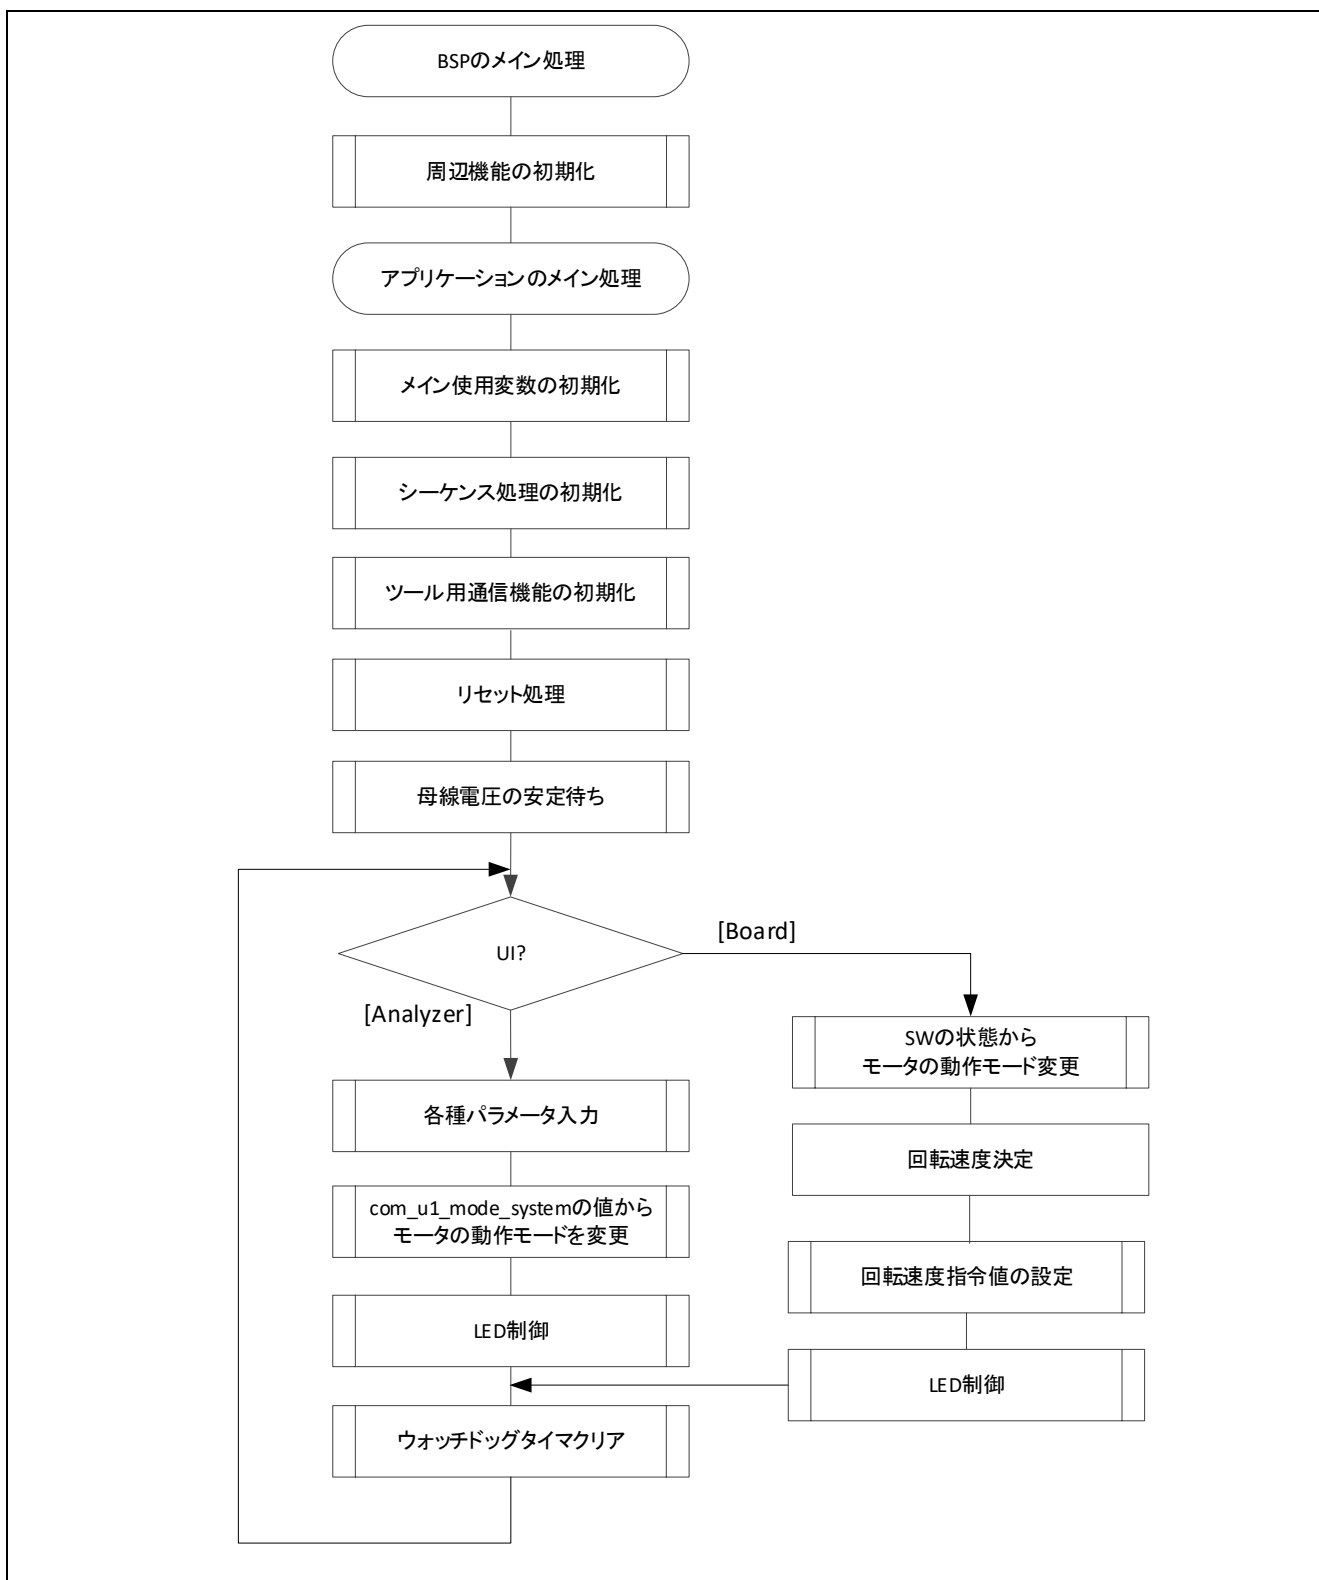 BSPのメイン処理
周辺機能の初期化
アプリケーションのメイン処理
メイン使用変数の初期化
シーケンス処理の初期化
ツール用通信機能の初期化
リセット処理
母線電圧の安定待ち
UI?
[Board]
[Analyzer]
SWの状態から
モータの動作モード変更
各種パラメータ入力
回転速度決定
com_u1_mode_systemの値から
モータの動作モードを変更
回転速度指令値の設定
LED制御
LED制御
ウォッチドッグタイマクリア